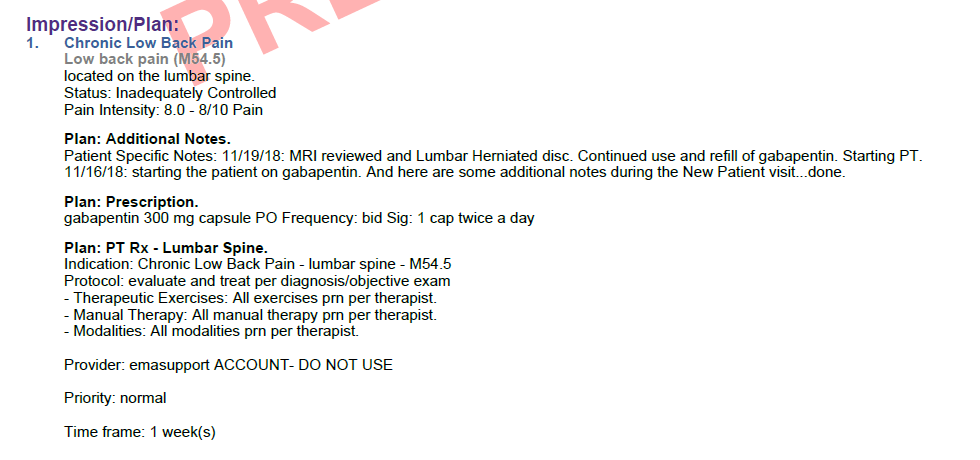 Impression/Plan:
1. Chronic Low Back Pain
Low back pain (M54.5)
located on the lumbar spine.
Status: Inadequately Controlled
Pain Intensity: 8.0 - 8/10 Pain
Plan: Additional Notes.
Patient Specific Notes: 11/19/18: MRI reviewed and Lumbar Herniated disc. Continued use and refill of gabapentin. Starting PT.
11/16/18: starting the patient on gabapentin. And here are some additional notes during the New Patient visit...done.
Plan: Prescription.
gabapentin 300 mg capsule PO Frequency: bid Sig: 1 cap twice a day
Plan: PT Rx - Lumbar Spine.
Indication: Chronic Low Back Pain - lumbar spine - M54.5
Protocol: evaluate and treat per diagnosis/objective exam
- Therapeutic Exercises: All exercises prn per therapist.
- Manual Therapy: All manual therapy prn per therapist.
- Modalities: All modalities prn per therapist.
Provider: emasupport ACCOUNT- DO NOT USE
Priority: normal
Time frame: 1 week(s)